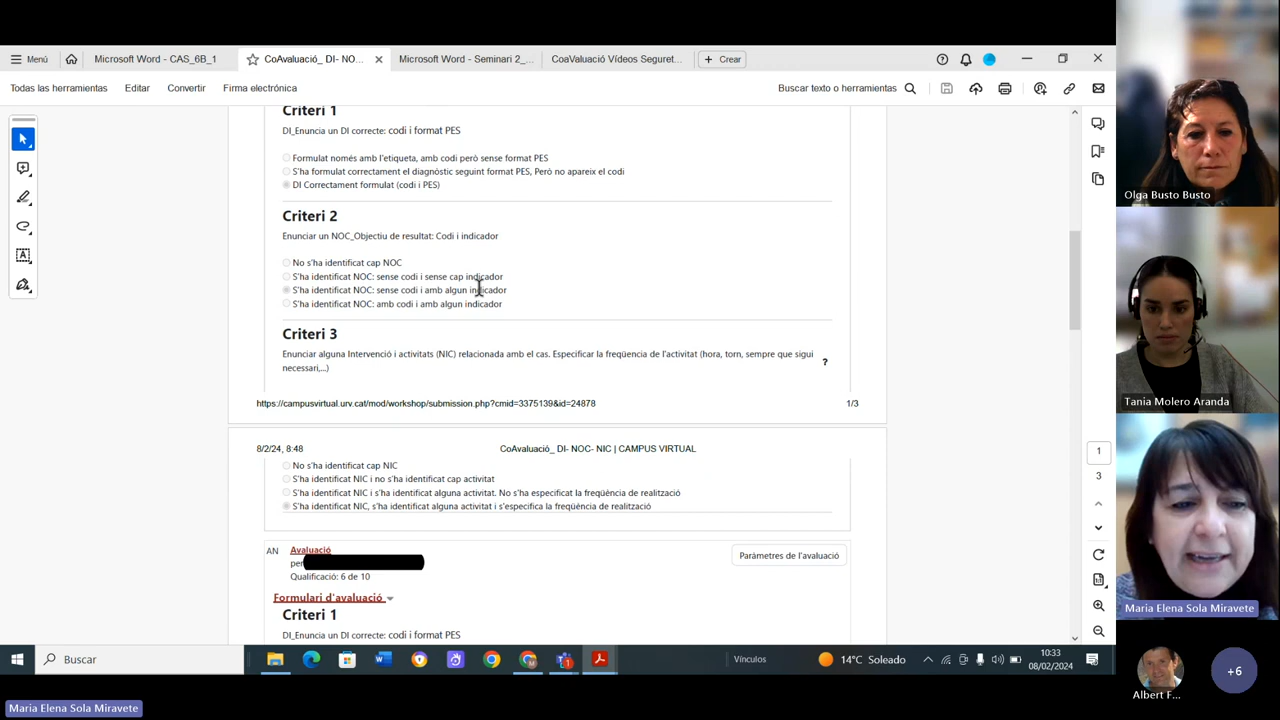 Menú
Microsoft Word - CAS_6B_1
CoAvaluació_ DI- NO...
Microsoft Word - Seminari 2_...
CoaValuació Vídeos Seguret...
+ Crear
Todas las herramientas
Editar
Convertir
Firma electrónica
Buscar texto o herramientas
Criteri 1
DI_Enuncia un DI correcte: codi i format PES
Formulat només amb l'etiqueta, amb codi però sense format PES
S'ha formulat correctament el diagnòstic seguint format PES, Però no apareix el codi
DI Correctament formulat (codi i PES)
Criteri 2
Enunciar un NOC_Objectiu de resultat: Codi i indicador
No s'ha identificat cap NOC
S'ha identificat NOC: sense codi i sense cap indicador
S'ha identificat NOC: sense codi i amb algun indicador
S'ha identificat NOC: amb codi i amb algun indicador
Criteri 3
Enunciar alguna Intervenció i activitats (NIC) relacionada amb el cas. Especificar la freqüència de l'activitat (hora, torn, sempre que sigui
necessari,...)
?
https://campusvirtual.urv.cat/mod/workshop/submission.php?cmid=3375139&id=24878
1/3
8/2/24, 8:48
CoAvaluació_ DI- NOC- NIC | CAMPUS VIRTUAL
No s'ha identificat cap NIC
S'ha identificat NIC i no s'ha identificat cap activitat
S'ha identificat NIC i s'ha identificat alguna activitat. No s'ha especificat la freqüència de realització
S'ha identificat NIC, s'ha identificat alguna activitat i s'especifica la freqüència de realització
AN
Avaluació
per
Qualificació: 6 de 10
Paràmetres de l'avaluació
Formulari d'avaluació
Criteri 1
DI_Enuncia un DI correcte: codi i format PES
1
3
Buscar
Vínculos
14°C Soleado
10:33
08/02/2024
Olga Busto Busto
Tania Molero Aranda
Maria Elena Sola Miravete
Albert F...
+6
Maria Elena Sola Miravete